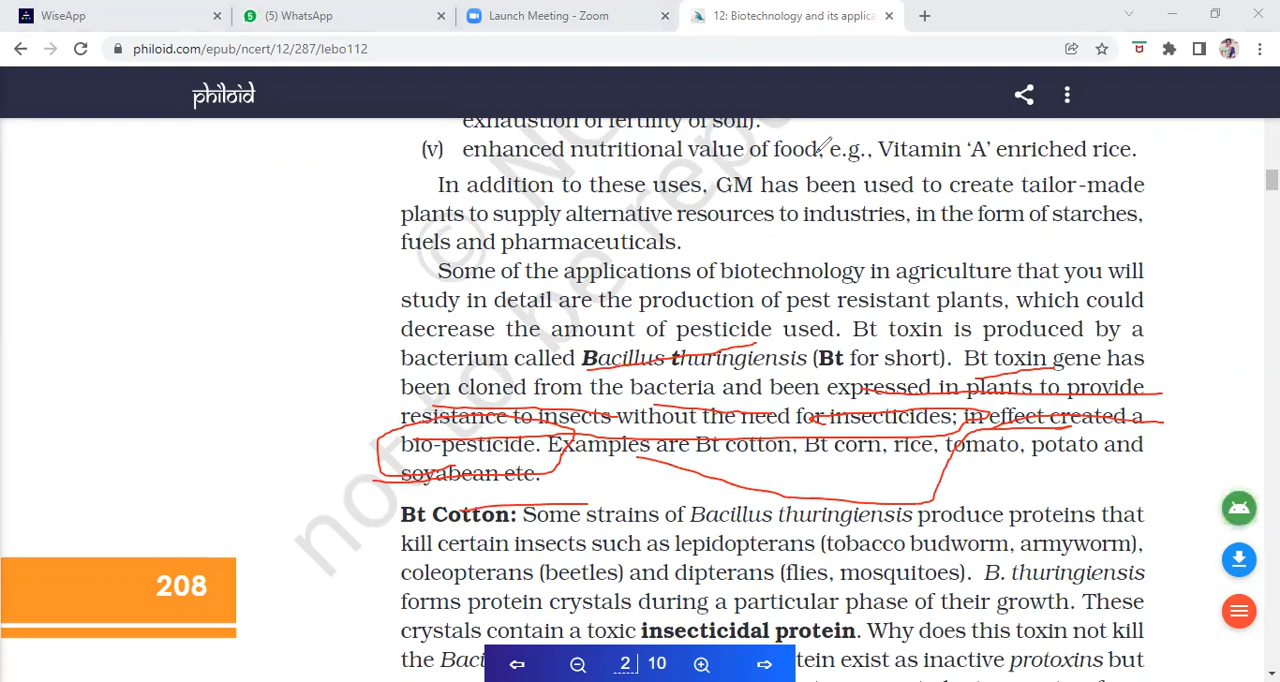 WiseApp
(5) WhatsApp
Launch Meeting - Zoom
12: Biotechnology and its applica
philoid.com/epub/ncert/12/287/lebo112
philoid
exhaustion of fertility of soil).
(v) enhanced nutritional value of food, e.g., Vitamin ‘A’ enriched rice.
In addition to these uses, GM has been used to create tailor-made
plants to supply alternative resources to industries, in the form of starches,
fuels and pharmaceuticals.
Some of the applications of biotechnology in agriculture that you will
study in detail are the production of pest resistant plants, which could
decrease the amount of pesticide used. Bt toxin is produced by a
bacterium called Bacillus thuringiensis (Bt for short). Bt toxin gene has
been cloned from the bacteria and been expressed in plants to provide
resistance to insects without the need for insecticides; in effect created a
bio-pesticide. Examples are Bt cotton, Bt corn, rice, tomato, potato and
soyabean etc.
Bt Cotton: Some strains of Bacillus thuringiensis produce proteins that
kill certain insects such as lepidopterans (tobacco budworm, armyworm),
coleopterans (beetles) and dipterans (flies, mosquitoes). B. thuringiensis
forms protein crystals during a particular phase of their growth. These
crystals contain a toxic insecticidal protein. Why does this toxin not kill
the Baci tein exist as inactive protoxins but
208
2 10
© N
not to be rep